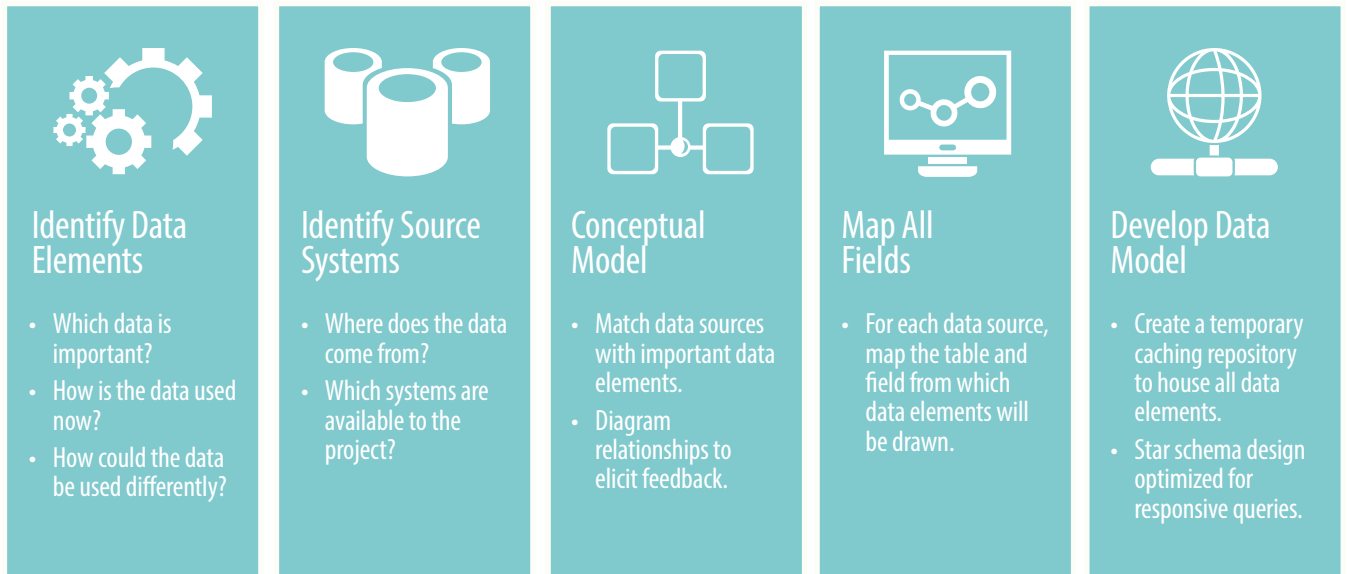 Identify Data
Elements
• Which data is
important?
• How is the data used
now?
• How could the data
be used differently?
Identify Source
Systems
• Where does the data
come from?
• Which systems are
available to the
project?
Conceptual
Model
• Match data sources
with important data
elements.
• Diagram
relationships to
elicit feedback.
Map All
Fields
• For each data source,
map the table and
field from which
data elements will
be drawn.
Develop Data
Model
• Create a temporary
caching repository
to house all data
elements.
• Star schema design
optimized for
responsive queries.